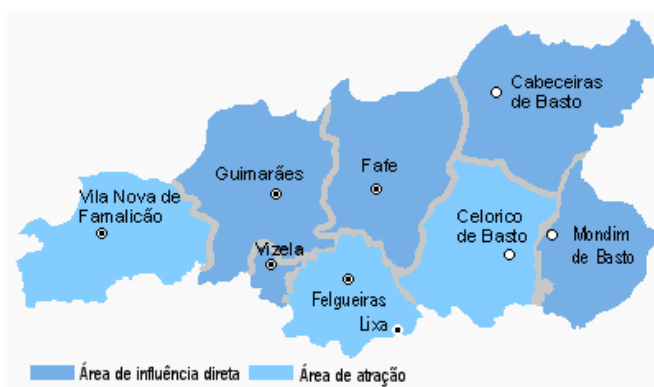 Cabeceiras
de Basto
Guimarães
Fafe
Vila Nova de
Famalicão
Celorico
de Basto
Mondim
de Basto
Vizela
Felgueiras
Lixa
Área de influência direta
Área de atração